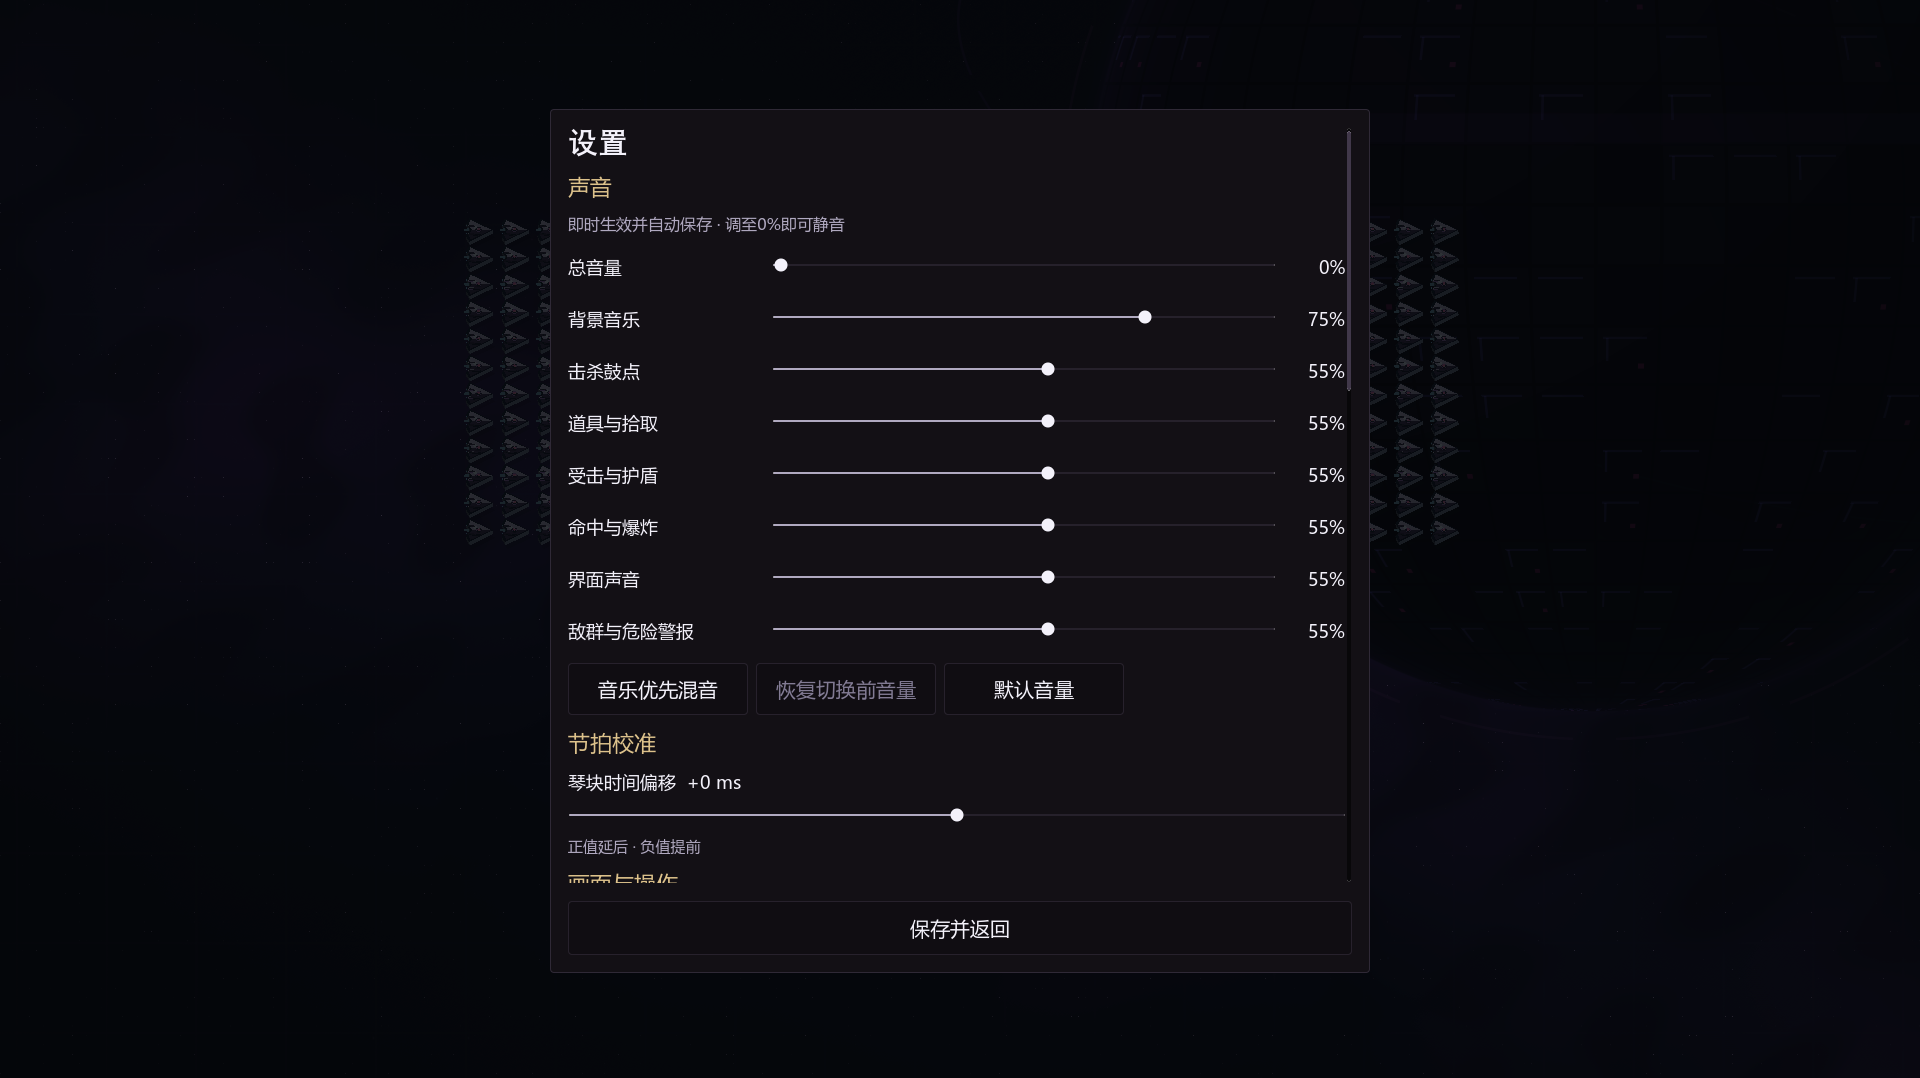 设置
声音
即时生效并自动保存 · 调至0%即可静音
总音量 0%
背景音乐 75%
击杀鼓点 55%
道具与拾取 55%
受击与护盾 55%
命中与爆炸 55%
界面声音 55%
敌群与危险警报 55%
音乐优先混音 恢复切换前音量 默认音量
节拍校准
琴块时间偏移 +0 ms
正值延后 · 负值提前
画面与操作
保存并返回